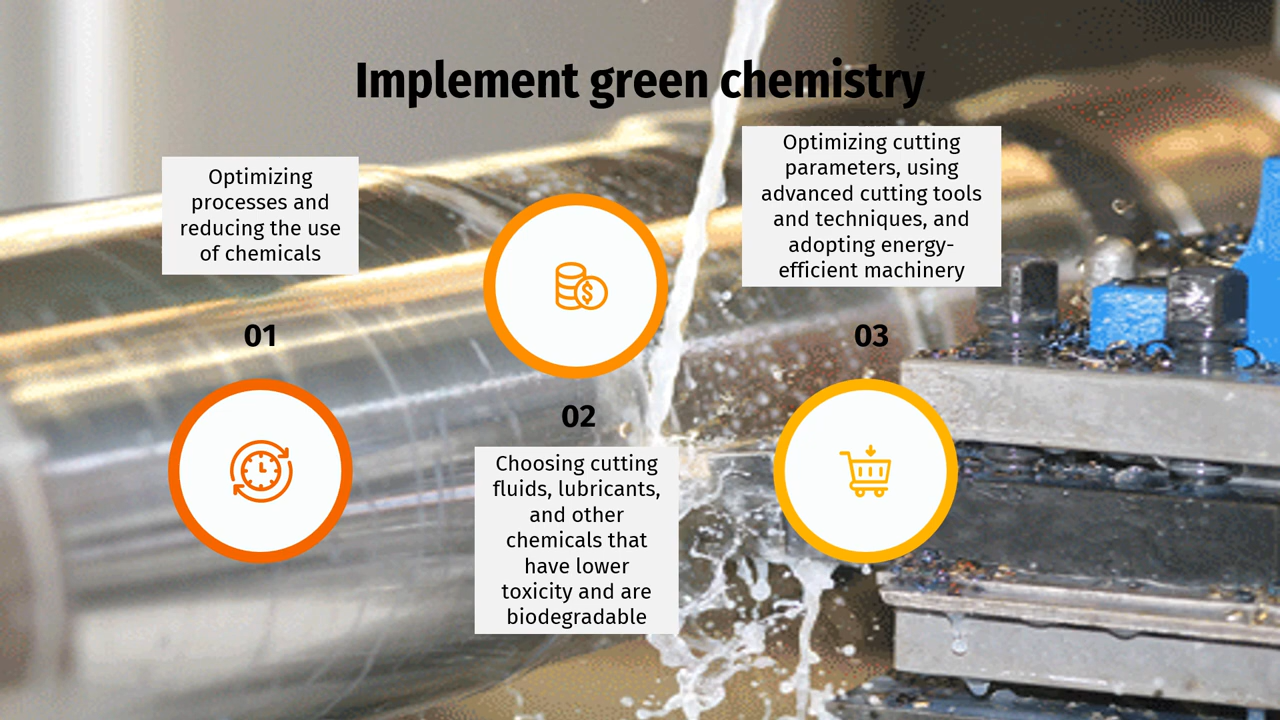 Implement green chemistry
Optimizing
processes and
reducing the use
of chemicals
01
02
Choosing cutting
fluids, lubricants,
and other
chemicals that
have lower
toxicity and are
biodegradable
Optimizing cutting
parameters, using
advanced cutting tools
and techniques, and
adopting energy-
efficient machinery
03